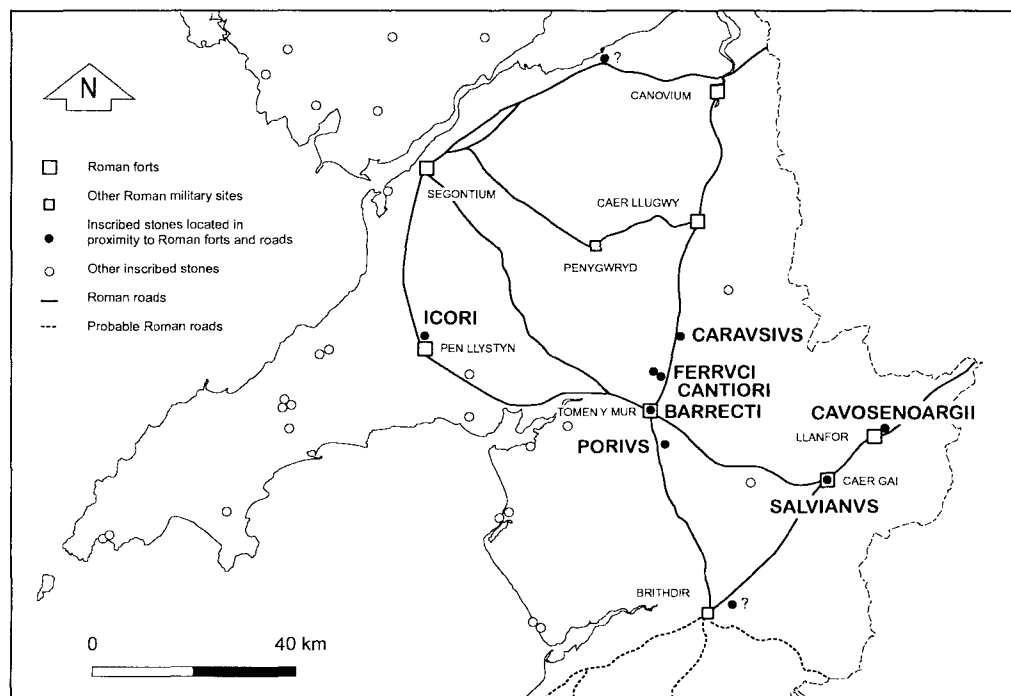 ?
CANOVIUM
N
Roman forts
Other Roman military sites
Inscribed stones located in
proximity to Roman forts and roads
Other inscribed stones
Roman roads
Probable Roman roads
SEGONTIUM
CAER LLUGWY
PENYGWRYD
ICORI
PEN LLYSTYN
CARAVSIVS
FERRVCI
CANTIORI
TOMEN Y MUR
BARRECTI
CAVOSENOARGII
LLANFOR
PORIVS
CAER GAI
SALVIANVS
BRITHDIR
?
0
40 km